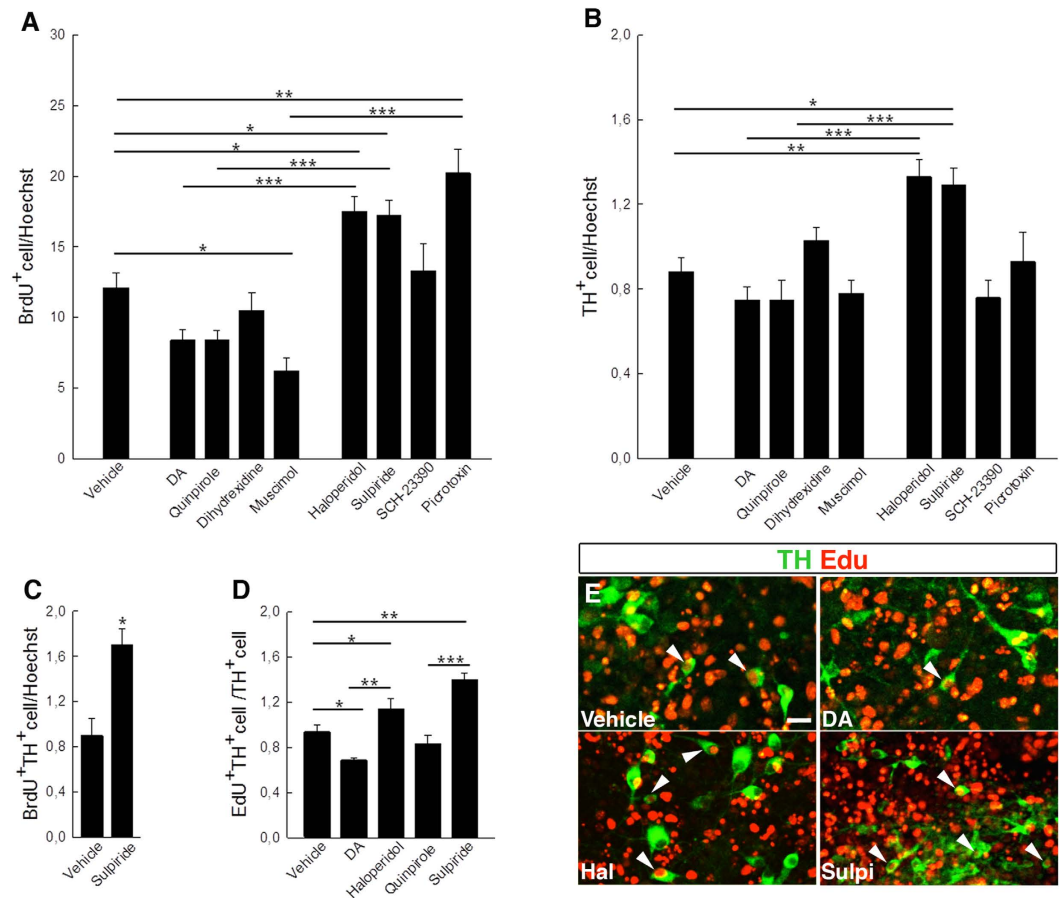 A
30
25
20
15
10
5
0
BrdU+cell/Hoechst
**
***
*
*
***
***
*
Vehicle
DA
Quinpirole
Dihydrexidine
Muscimol
Haloperidol
Sulpiride
SCH-23390
Picrotoxin
B
2,0
1,6
1,2
0,8
0,4
0,0
TH+cell/Hoechst
*
***
***
**
Vehicle
DA
Quinpirole
Dihydrexidine
Muscimol
Haloperidol
Sulpiride
SCH-23390
Picrotoxin
C
2,0
1,6
1,2
0,8
0,4
0,0
BrdU+TH+cell/Hoechst
*
Vehicle
Sulpiride
D
2,0
1,6
1,2
0,8
0,4
0,0
EdU+TH+cell /TH+cell
**
*
***
**
*
Vehicle
DA
Haloperidol
Quinpirole
Sulpiride
TH Edu
E
Vehicle
DA
Hal
Sulpi